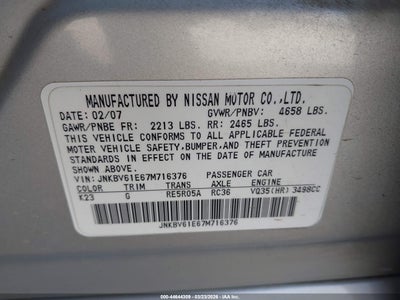 MANUFACTURED BY NISSAN MOTOR CO.,LTD.
DATE: 02/07 GVWR/PNBV: 4658 LBS.
GAWR/PNBE FR: 2213 LBS. RR: 2465 LBS.
THIS VEHICLE CONFORMS TO ALL APPLICABLE FEDERAL
MOTOR VEHICLE SAFETY,BUMPER,AND THEFT PREVENTION
STANDARDS IN EFFECT ON THE DATE OF MANUFACTURE
SHOWN ABOVE.
VIN: JNKBV61E67M716376 PASSENGER CAR
COLOR TRIM TRANS AXLE ENGINE
K23 G RE5R05A RC36 VQ35(HR)3498CC
JNKBV61E67M716376
ID: 44644309 - 03/23/2026 - © IAA, LLC